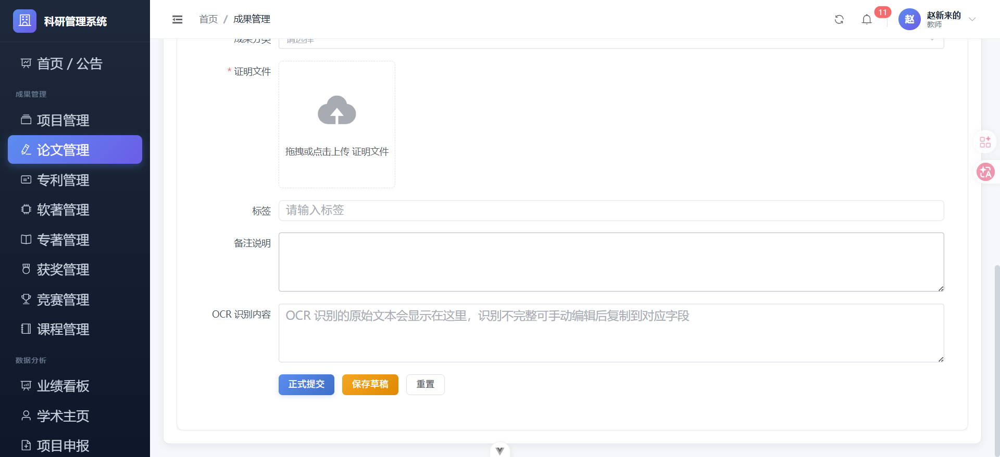 科研管理系统
首页 / 成果管理
11
赵
赵新来的
教师
首页 / 公告
成果管理
项目管理
论文管理
专利管理
软著管理
专著管理
获奖管理
竞赛管理
课程管理
数据分析
业绩看板
学术主页
项目申报
成果分类
请选择
* 证明文件
拖拽或点击上传 证明文件
标签
请输入标签
备注说明
OCR 识别内容
OCR 识别的原始文本会显示在这里，识别不完整可手动编辑后复制到对应字段
正式提交
保存草稿
重置